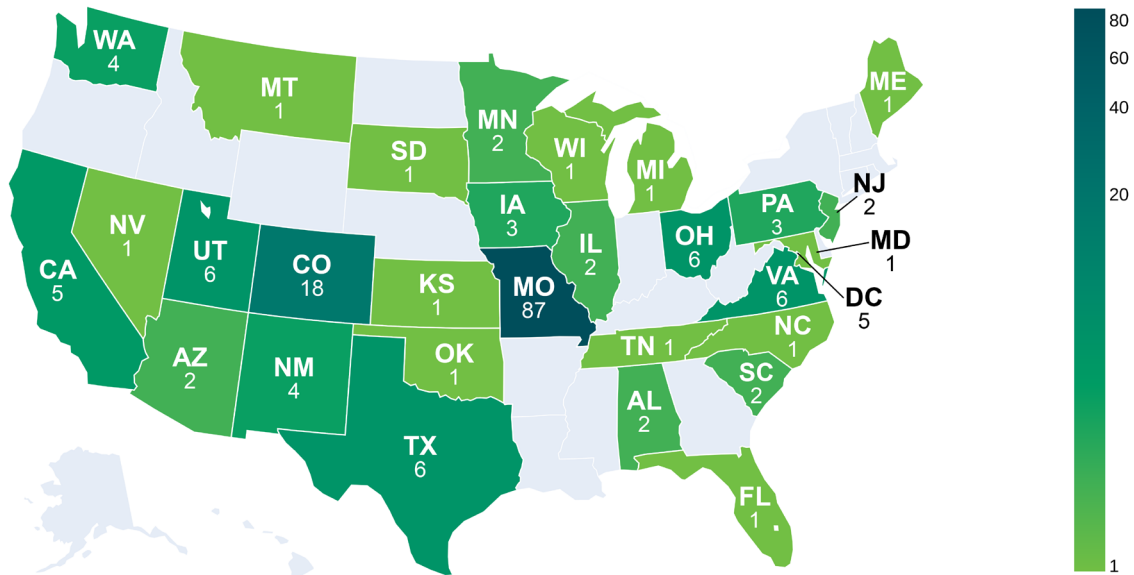 WA
4
MT
1
ME
1
MN
2
SD
1
WI
1
MI
1
NJ
2
IA
3
PA
3
NV
1
UT
6
CO
18
IL
2
OH
6
MD
1
CA
5
KS
1
MO
87
VA
6
DC
5
AZ
2
NM
4
OK
1
TN 1
NC
1
SC
2
AL
2
TX
6
FL
1
80
60
40
20
1